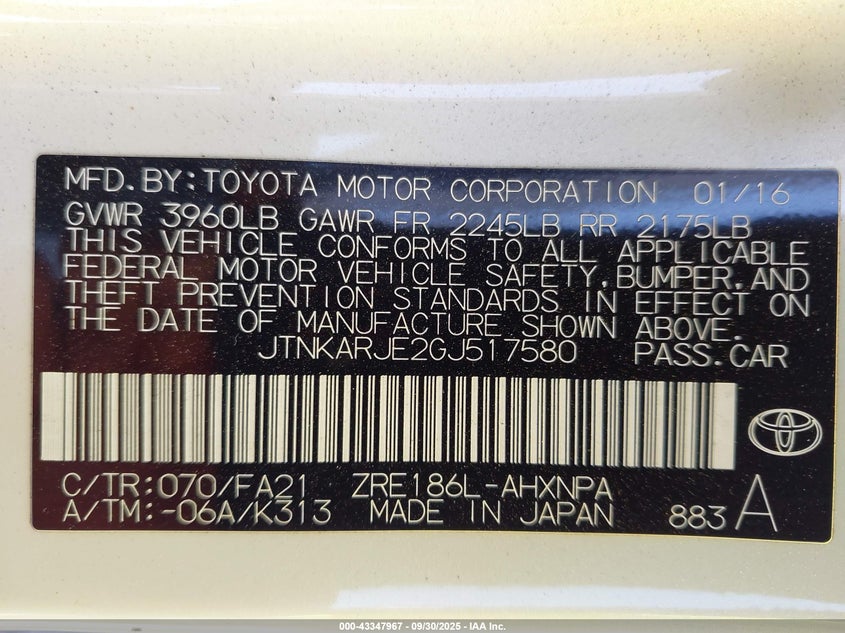 MFD.BY:TOYOTA MOTOR CORPORATION 01/16
GVWR 3960LB GAWR FR 2245LB RR 2175LB
THIS VEHICLE CONFORMS TO ALL APPLICABLE
FEDERAL MOTOR VEHICLE SAFETY,BUMPER,AND
THEFT PREVENTION STANDARDS IN EFFECT ON
THE DATE OF MANUFACTURE SHOWN ABOVE.
JTNKARJE2GJ517580 PASS.CAR
C/TR:070/FA21 ZRE186L-AHXNPA
A/TM:-06A/K313 MADE IN JAPAN 883 A
000-43347967 - 09/30/2025 - IAA Inc.